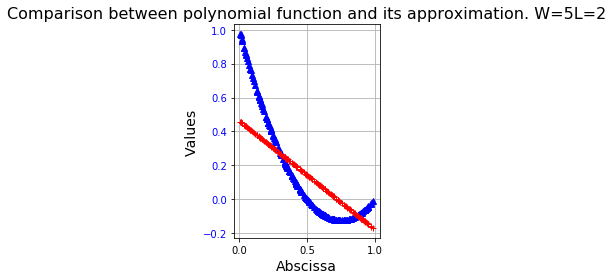 Comparison between polynomial function and its approximation. W=5L=2
1.0
0.8
0.6
0.4
0.2
0.0
−0.2
Values
0.0 0.5 1.0
Abscissa